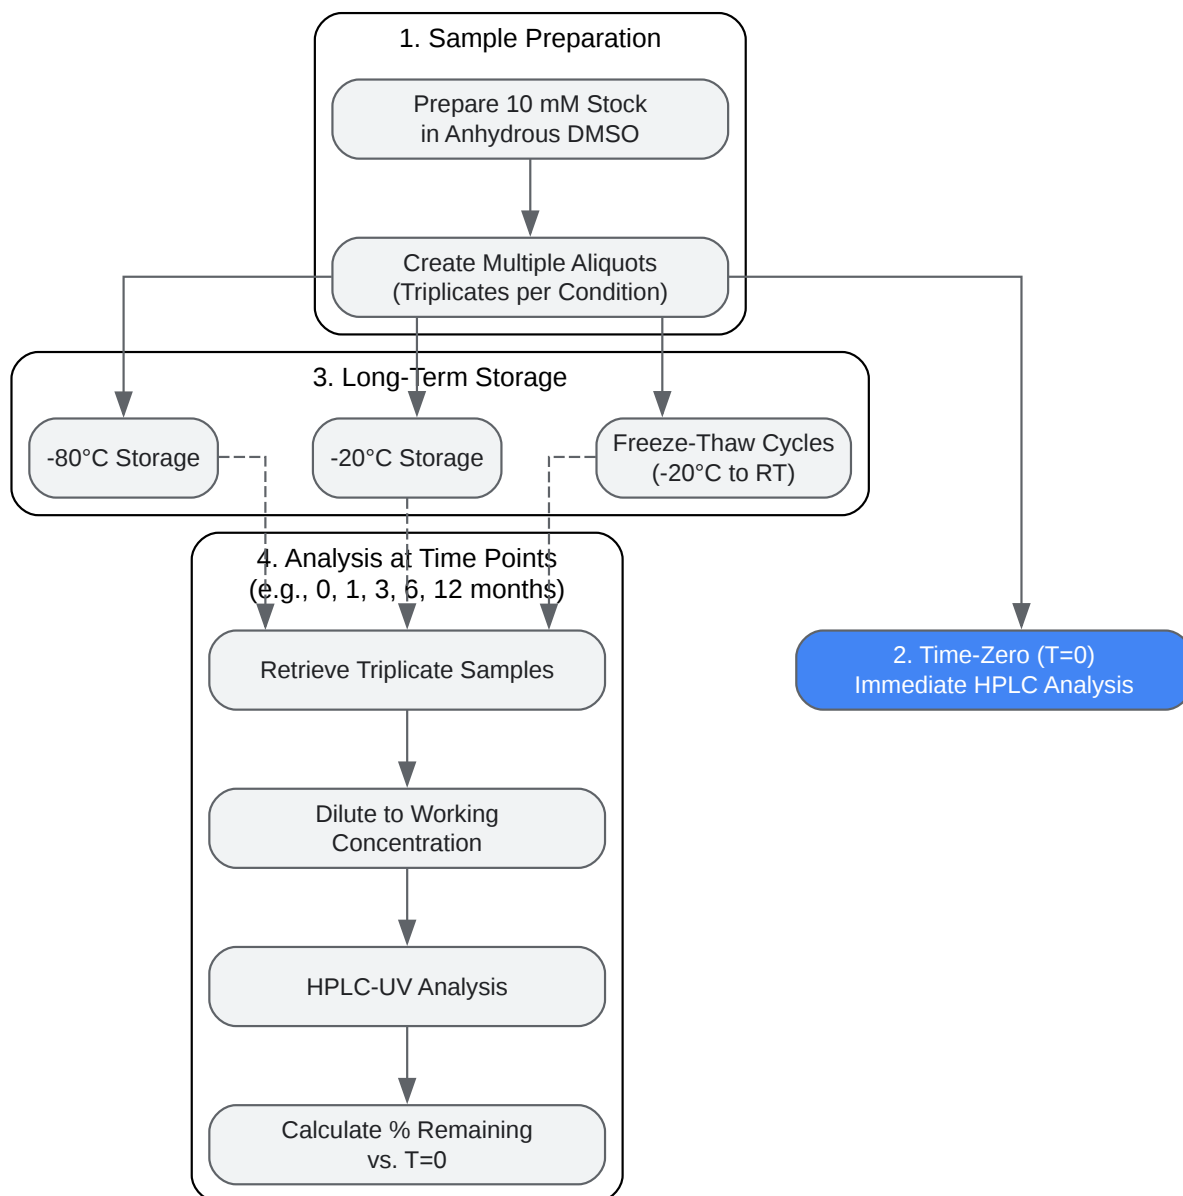 1. Sample Preparation
Prepare 10 mM Stock
in Anhydrous DMSO
Create Multiple Aliquots
(Triplicates per Condition)
3. Long-Term Storage
-80°C Storage
-20°C Storage
Freeze-Thaw Cycles
(-20°C to RT)
4. Analysis at Time Points
(e.g., 0, 1, 3, 6, 12 months)
Retrieve Triplicate Samples
2. Time-Zero (T=0)
Immediate HPLC Analysis
Dilute to Working
Concentration
HPLC-UV Analysis
Calculate % Remaining
vs. T=0